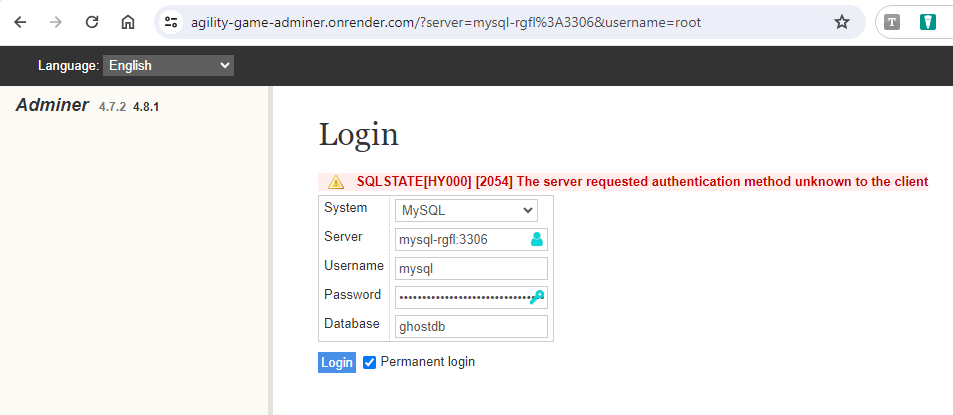 agility-game-adminer.onrender.com/?server=mysql-rgfl%3A3306&username=root
T
Language: English
Adminer 4.7.2 4.8.1
Login
SQLSTATE[HY000] [2054] The server requested authentication method unknown to the client
System MySQL
Server mysql-rgfl:3306
Username mysql
Password ••••••••••••••••••••••••••••••••
Database ghostdb
Login Permanent login